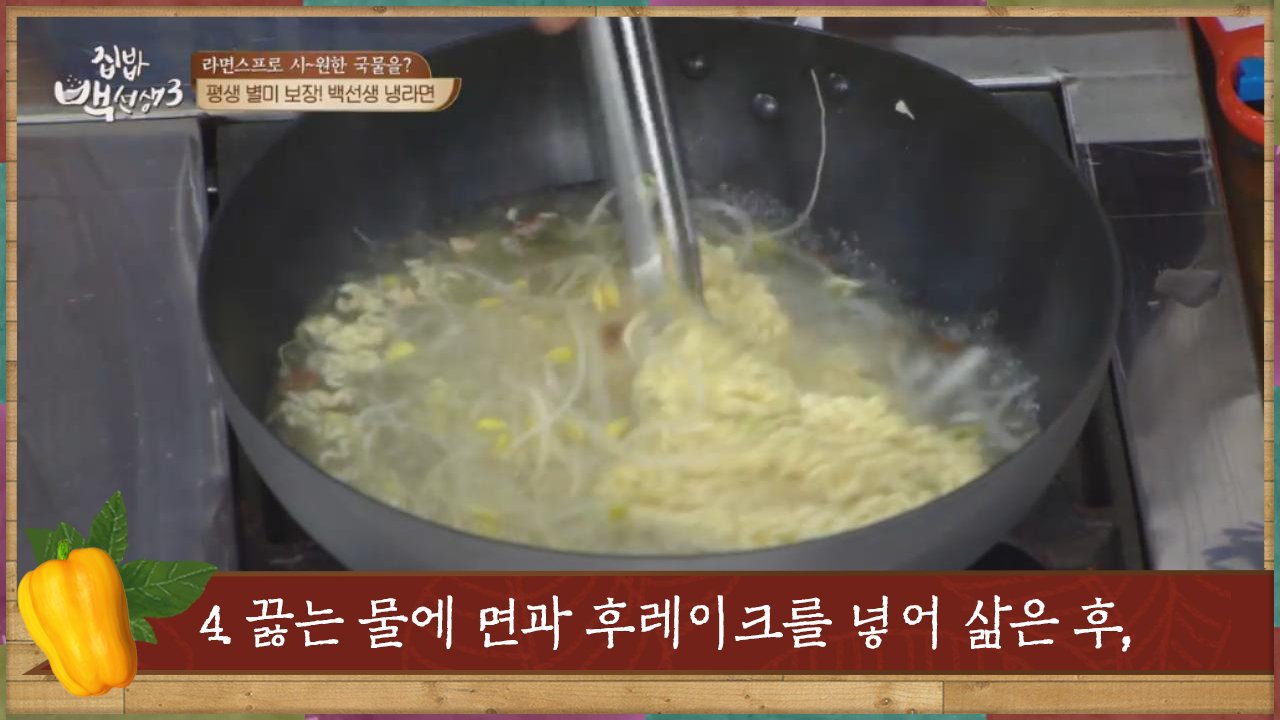 집밥
백선생3
라면스프로 시~원한 국물을?
평생 별미 보장! 백선생 냉라면
4. 끓는 물에 면과 후레이크를 넣어 삶은 후,